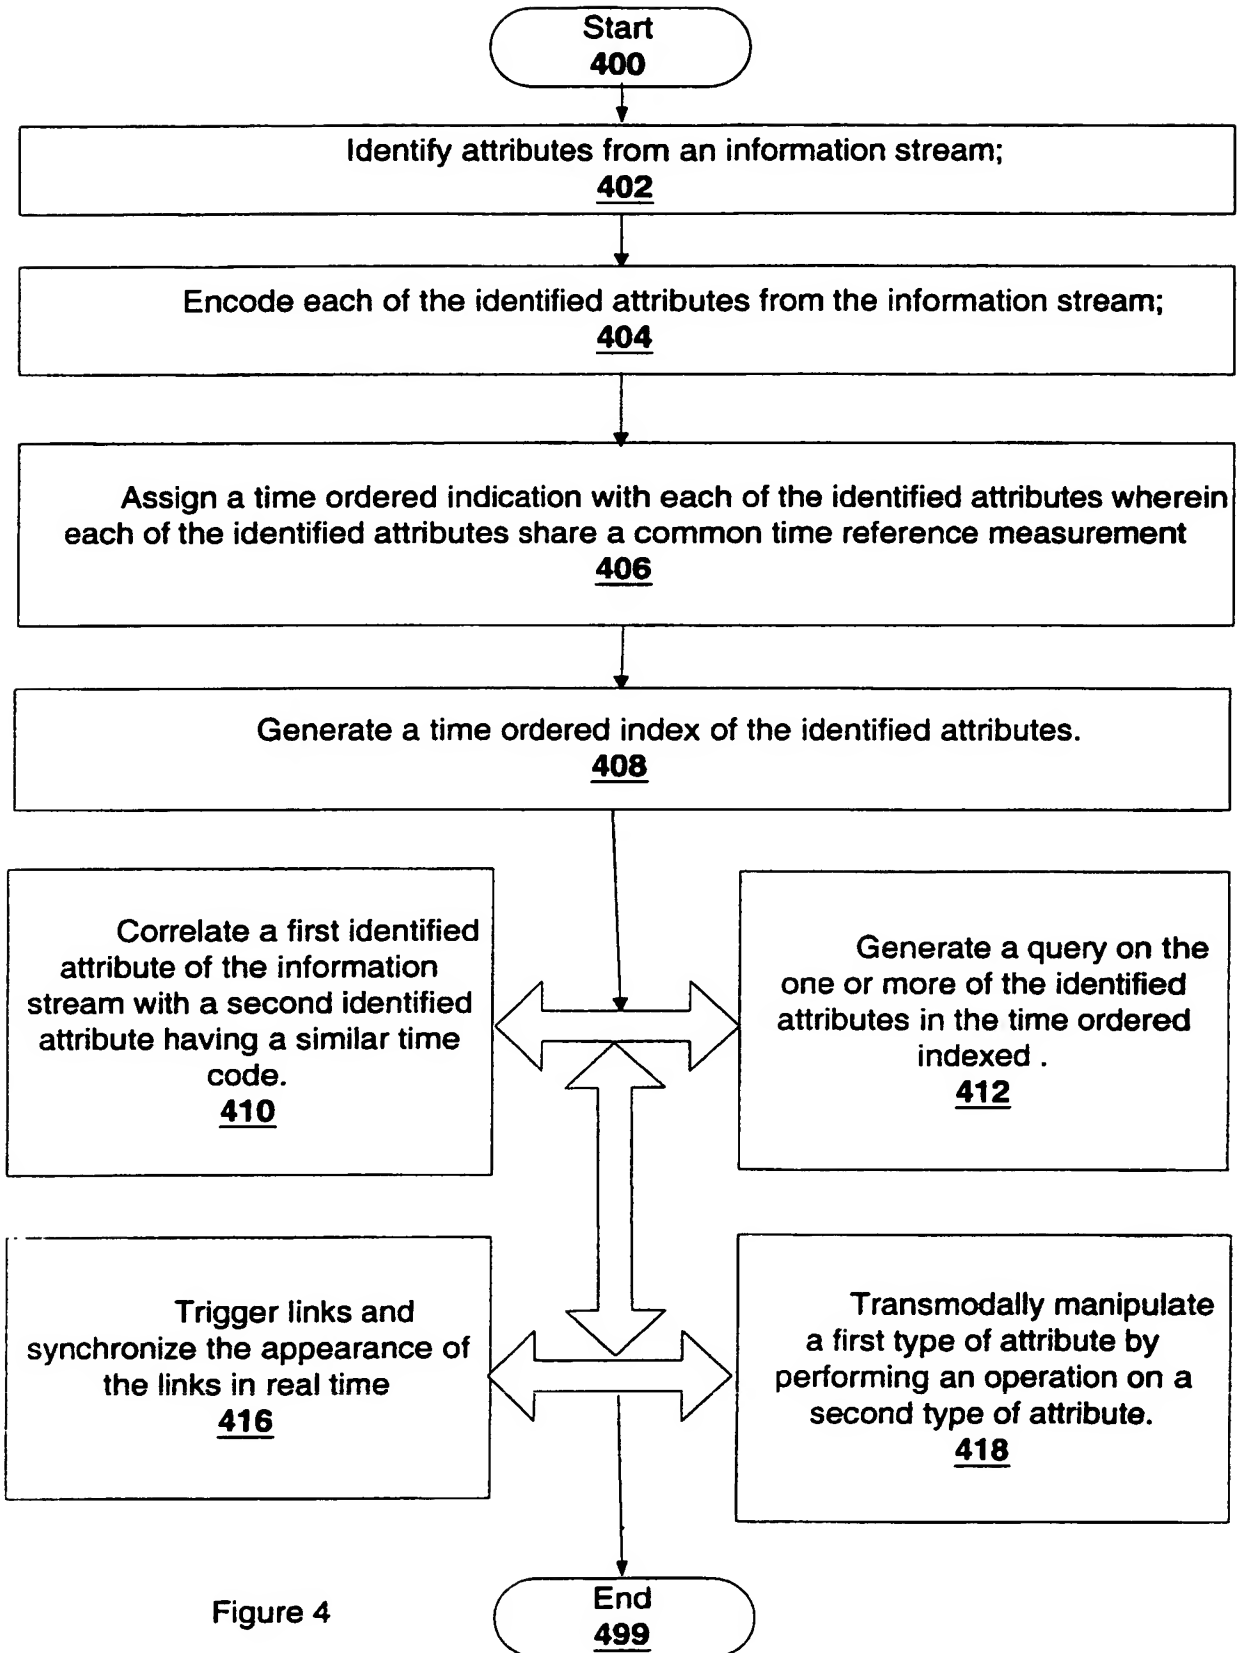 Start
400
Identify attributes from an information stream;
402
Encode each of the identified attributes from the information stream;
404
Assign a time ordered indication with each of the identified attributes wherein
each of the identified attributes share a common time reference measurement
406
Generate a time ordered index of the identified attributes.
408
Correlate a first identified
attribute of the information
stream with a second identified
attribute having a similar time
code.
410
Generate a query on the
one or more of the identified
attributes in the time ordered
indexed .
412
Trigger links and
synchronize the appearance of
the links in real time
416
Transmodally manipulate
a first type of attribute by
performing an operation on a
second type of attribute.
418
Figure 4
End
499